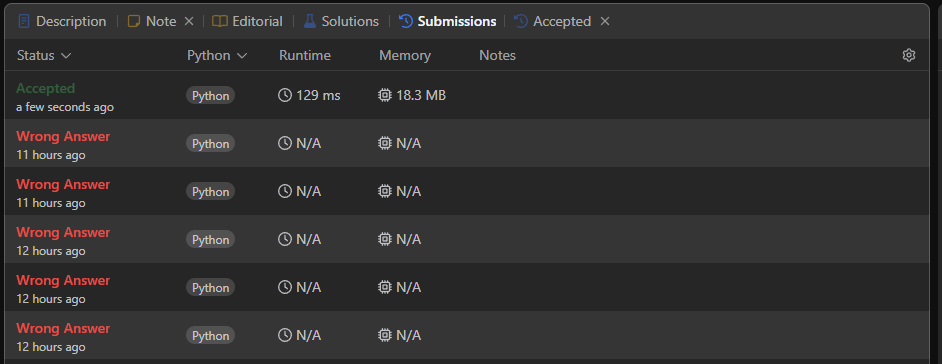 Description Note Editorial Solutions Submissions Accepted
Status Python Runtime Memory Notes
Accepted
a few seconds ago
Python 129 ms 18.3 MB
Wrong Answer
11 hours ago
Python N/A N/A
Wrong Answer
11 hours ago
Python N/A N/A
Wrong Answer
12 hours ago
Python N/A N/A
Wrong Answer
12 hours ago
Python N/A N/A
Wrong Answer
12 hours ago
Python N/A N/A